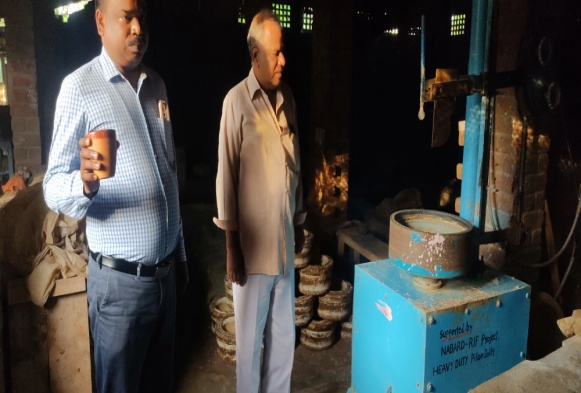 Supported by
NABARD-RIF Project.
HEAVY DUTY